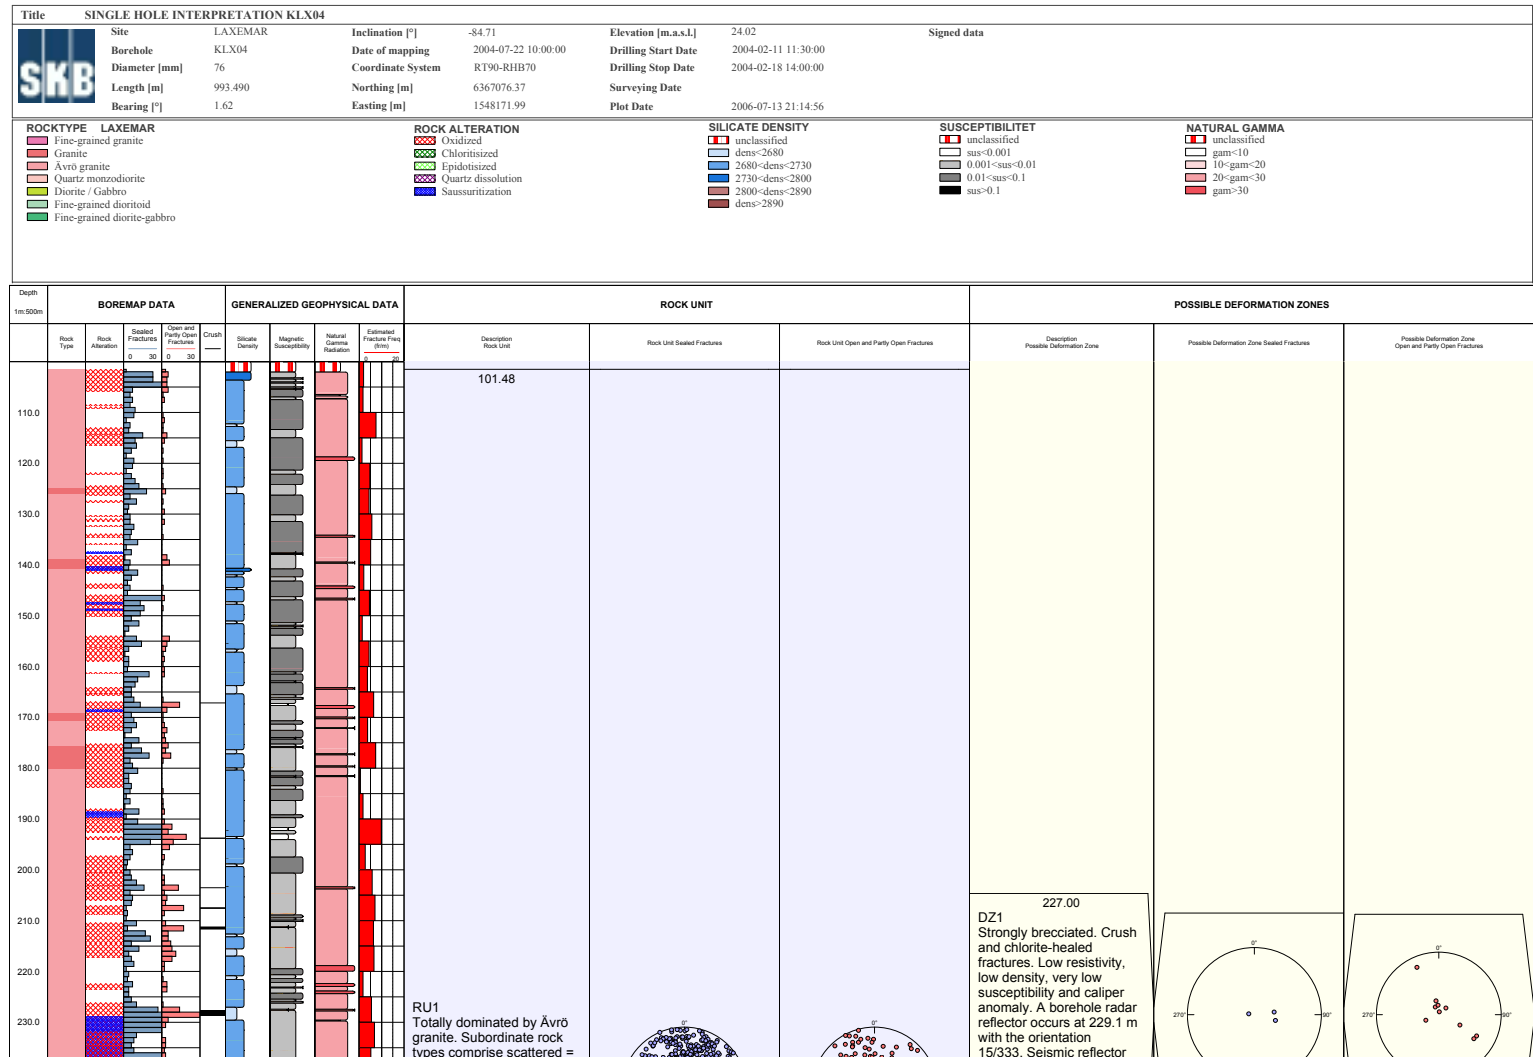 Title SINGLE HOLE INTERPRETATION KLX04
SKB
Site LAXEMAR Inclination [°] -84.71 Elevation [m.a.s.l.] 24.02 Signed data
Borehole KLX04 Date of mapping 2004-07-22 10:00:00 Drilling Start Date 2004-02-11 11:30:00
Diameter [mm] 76 Coordinate System RT90-RHB70 Drilling Stop Date 2004-02-18 14:00:00
Length [m] 993.490 Northing [m] 6367076.37 Surveying Date
Bearing [°] 1.62 Easting [m] 1548171.99 Plot Date 2006-07-13 21:14:56
ROCKTYPE LAXEMAR
Fine-grained granite
Granite
Ävrö granite
Quartz monzodiorite
Diorite / Gabbro
Fine-grained dioritoid
Fine-grained diorite-gabbro
ROCK ALTERATION
Oxidized
Chloritisized
Epidotisized
Quartz dissolution
Saussuritization
SILICATE DENSITY
unclassified
dens<2680
2680<dens<2730
2730<dens<2800
2800<dens<2890
dens>2890
SUSCEPTIBILITET
unclassified
sus<0.001
0.001<sus<0.01
0.01<sus<0.1
sus>0.1
NATURAL GAMMA
unclassified
gam<10
10<gam<20
20<gam<30
gam>30
Depth
1m:500m
BOREMAP DATA
GENERALIZED GEOPHYSICAL DATA
ROCK UNIT
POSSIBLE DEFORMATION ZONES
Rock
Type
Rock
Alteration
Sealed
Fractures
0 30
Open and
Partly Open
Fractures
0 30
Crush
Silicate
Density
Magnetic
Susceptibility
Natural
Gamma
Radiation
Estimated
Fracture Freq
(fr/m)
0 20
Description
Rock Unit
Rock Unit Sealed Fractures
Rock Unit Open and Partly Open Fractures
Description
Possible Deformation Zone
Possible Deformation Zone Sealed Fractures
Possible Deformation Zone
Open and Partly Open Fractures
110.0
120.0
130.0
140.0
150.0
160.0
170.0
180.0
190.0
200.0
210.0
220.0
230.0
101.48
RU1
Totally dominated by Ävrö
granite. Subordinate rock
types comprise scattered =
0°
0°
227.00
DZ1
Strongly brecciated. Crush
and chlorite-healed
fractures. Low resistivity,
low density, very low
susceptibility and caliper
anomaly. A borehole radar
reflector occurs at 229.1 m
with the orientation
15/333. Seismic reflector
0°
270°
90°
0°
270°
90°